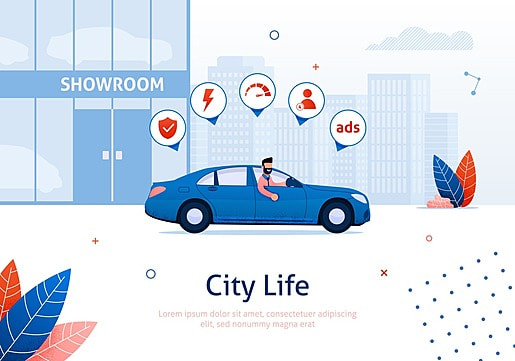 SHOWROOM
ads
City Life
Lorem ipsum dolor sit amet, consectetuer adipiscing
elit, sed nonummy magna erat